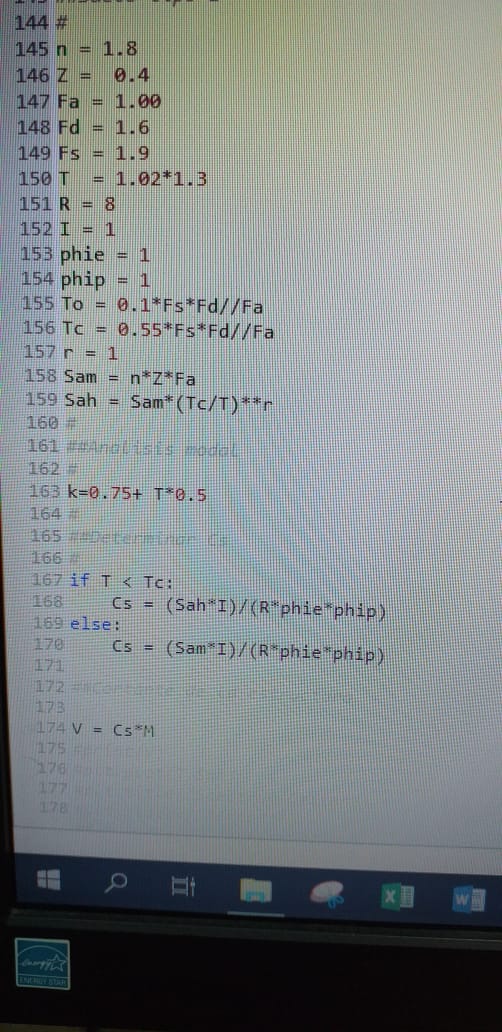 144 #
145 n = 1.8
146 Z =  0.4
147 Fa = 1.00
148 Fd = 1.6
149 Fs = 1.9
150 T  = 1.02*1.3
151 R = 8
152 I = 1
153 phie = 1
154 phip = 1
155 To = 0.1*Fs*Fd//Fa
156 Tc = 0.55*Fs*Fd//Fa
157 r = 1
158 Sam = n*Z*Fa
159 Sah = Sam*(Tc/T)**r
160 #
161 ##Analisis modal
162 #
163 k=0.75+ T*0.5
164 #
165 ##Determinar Cs
166 #
167 if T < Tc:
168     Cs = (Sah*I)/(R*phie*phip)
169 else:
170     Cs = (Sam*I)/(R*phie*phip)
171
172
173
174 V = Cs*M
175
176
177
178
energy
ENERGY STAR
X
W